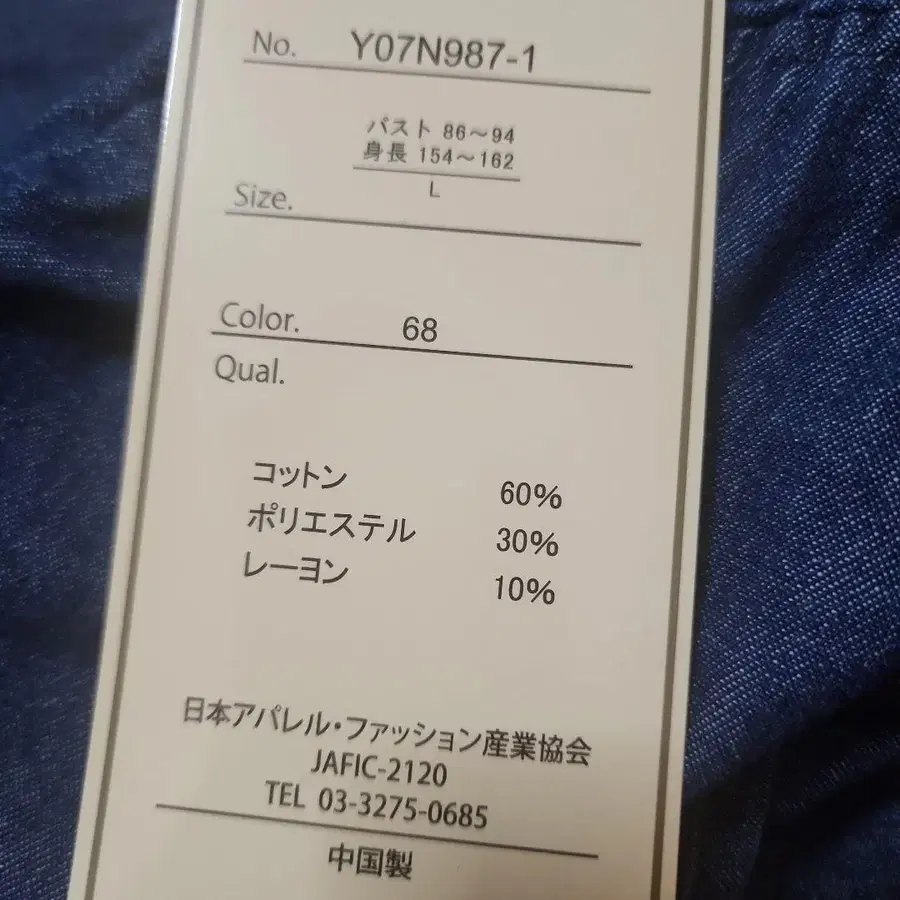 No. Y07N987-1
バスト 86～94
身長 154～162
L
Size.
Color. 68
Qual.
コットン 60%
ポリエステル 30%
レーヨン 10%
日本アパレル・ファッション産業協会
JAFIC-2120
TEL 03-3275-0685
中国製